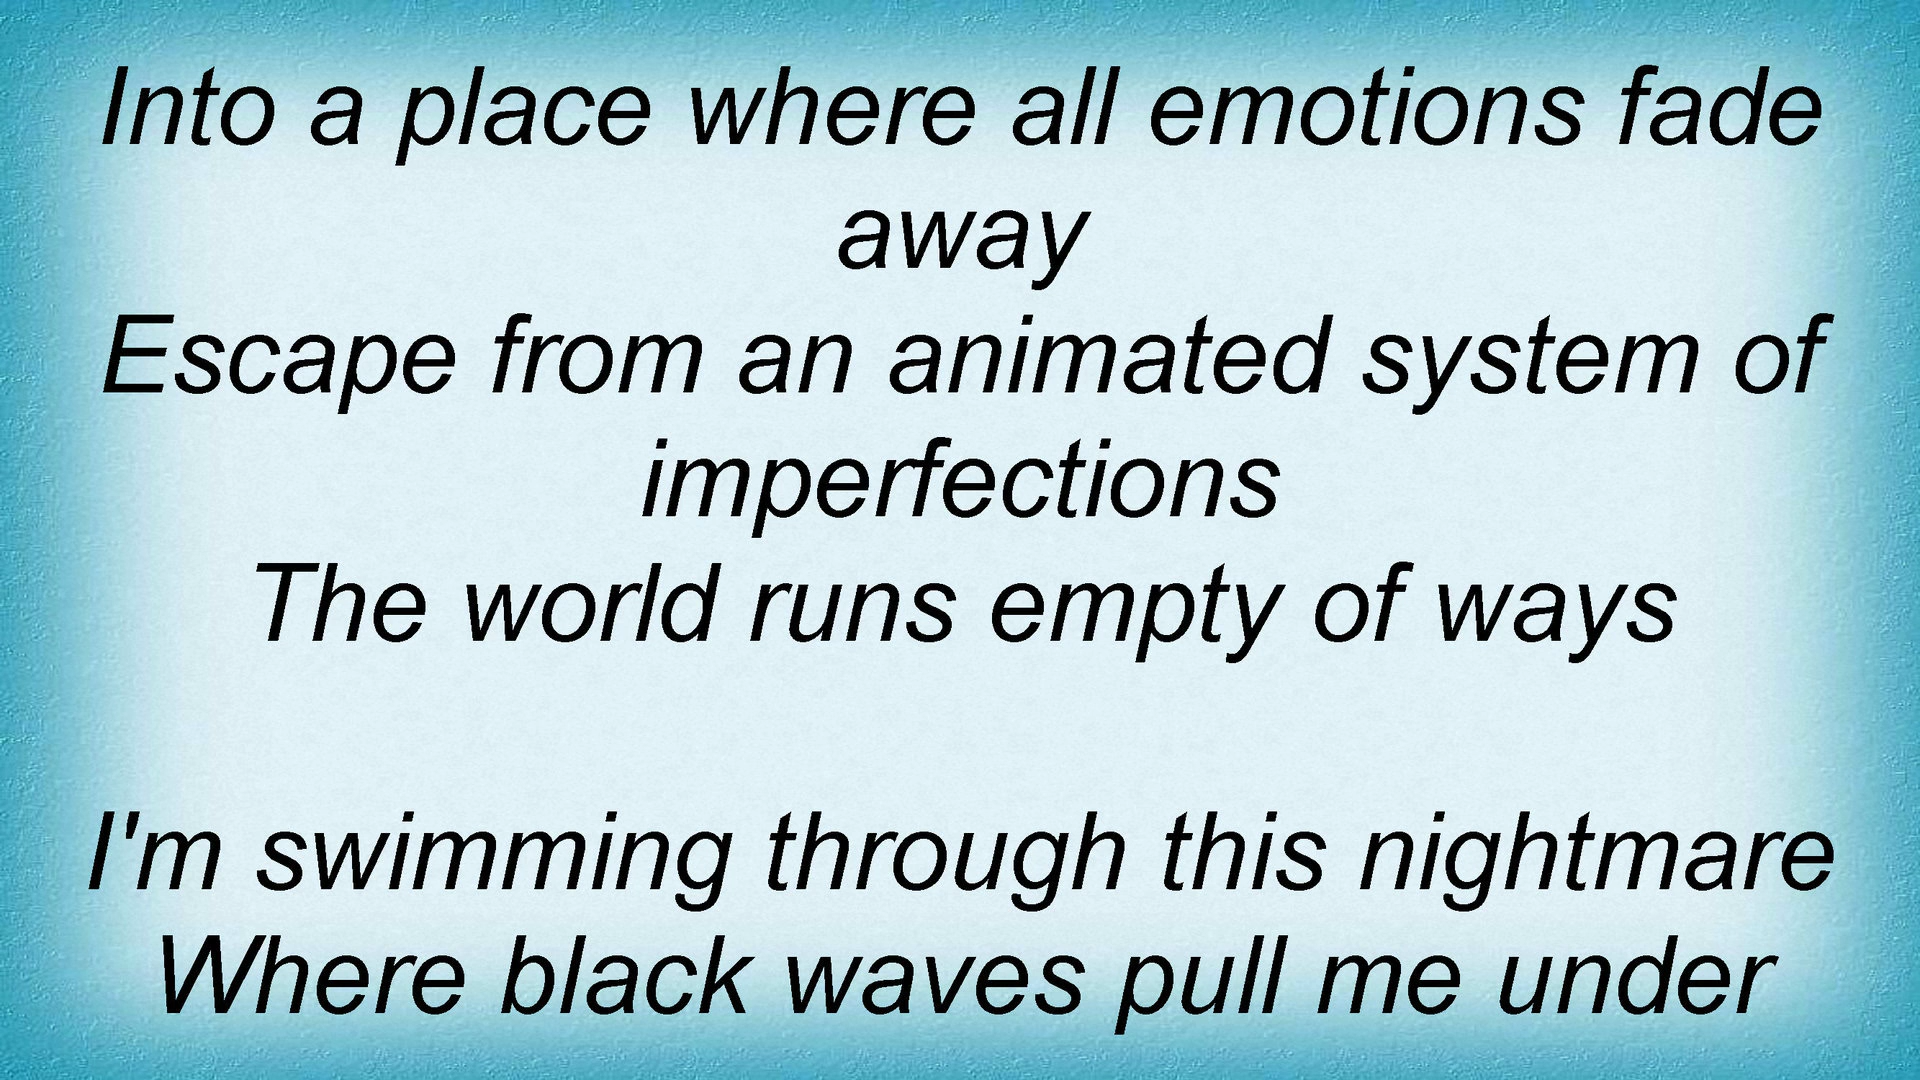 Into a place where all emotions fade
away
Escape from an animated system of
imperfections
The world runs empty of ways
I'm swimming through this nightmare
Where black waves pull me under